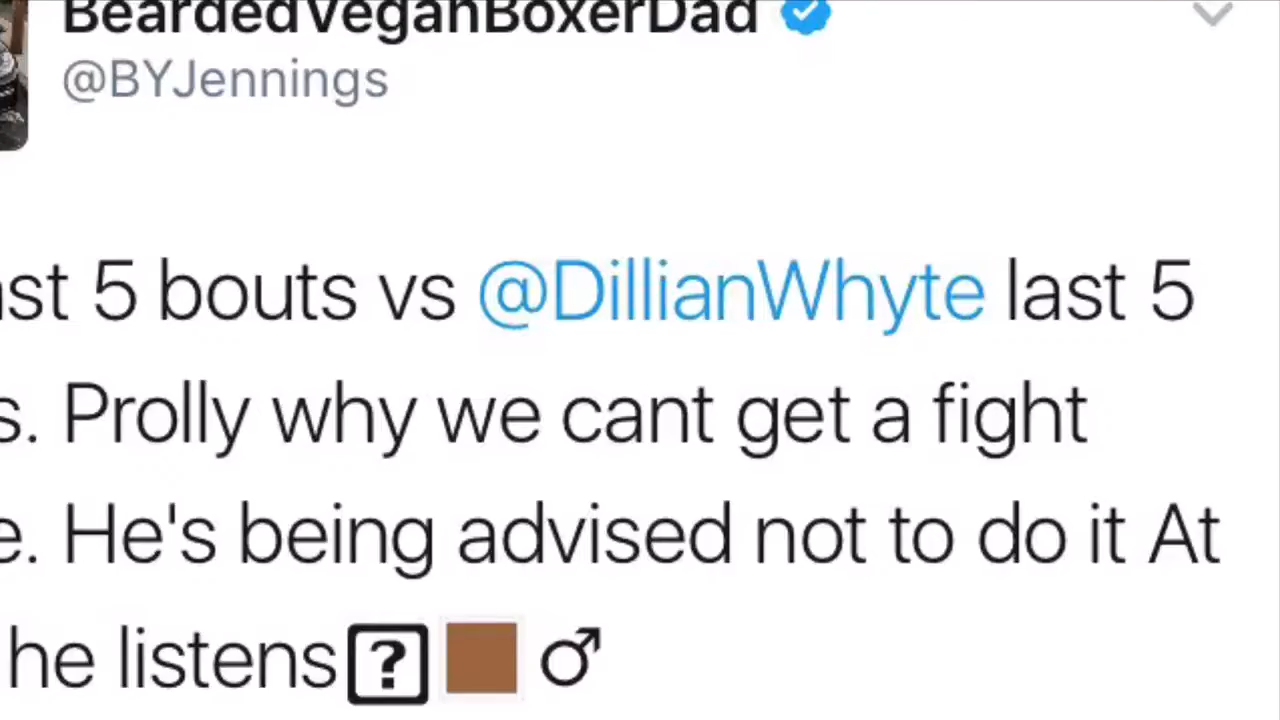 BeardedVeganBoxerDad
@BYJennings
5 bouts vs @DillianWhyte last 5
Prolly why we cant get a fight
He's being advised not to do it At
he listens